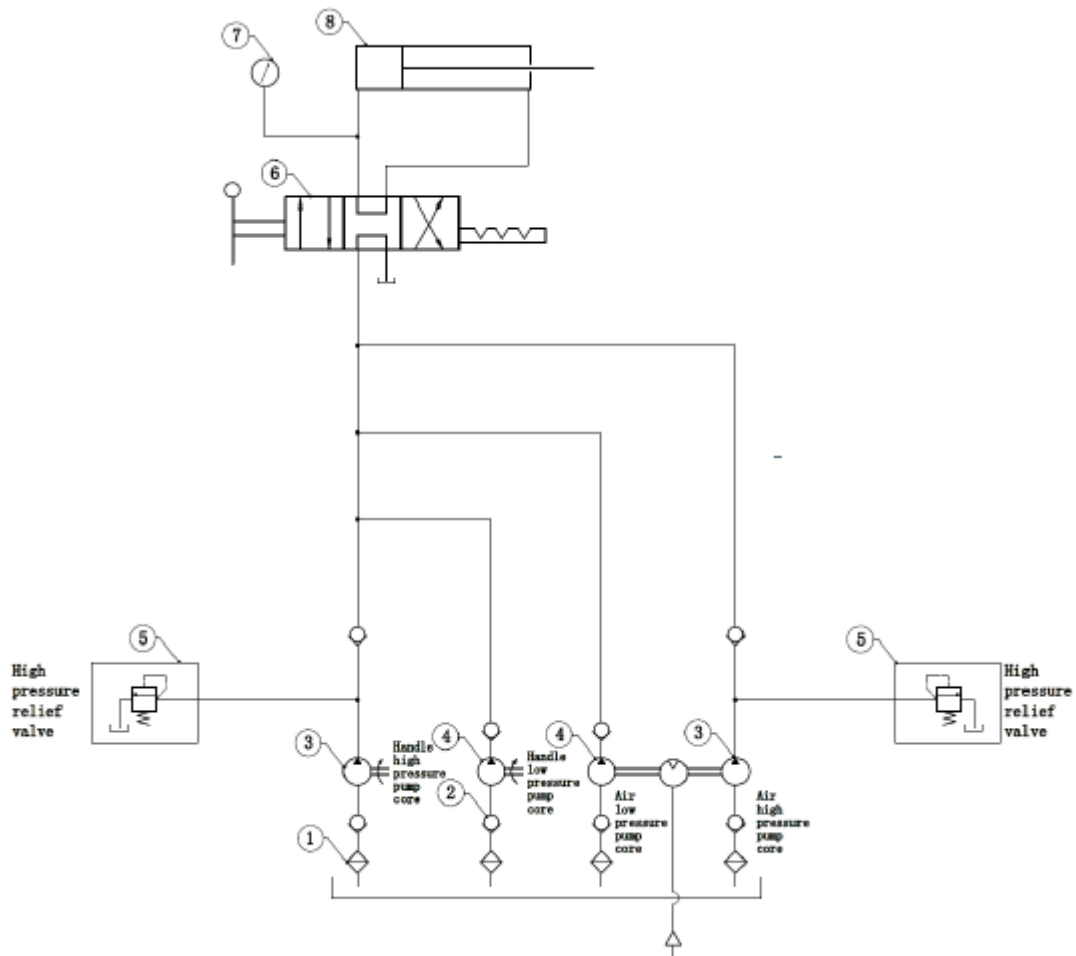 7
8
6
5
High
pressure
relief
valve
5
High
pressure
relief
valve
3
Handle
high
pressure
pump
core
4
Handle
low
pressure
pump
core
4
3
2
Air
low
pressure
pump
core
Air
high
pressure
pump
core
1